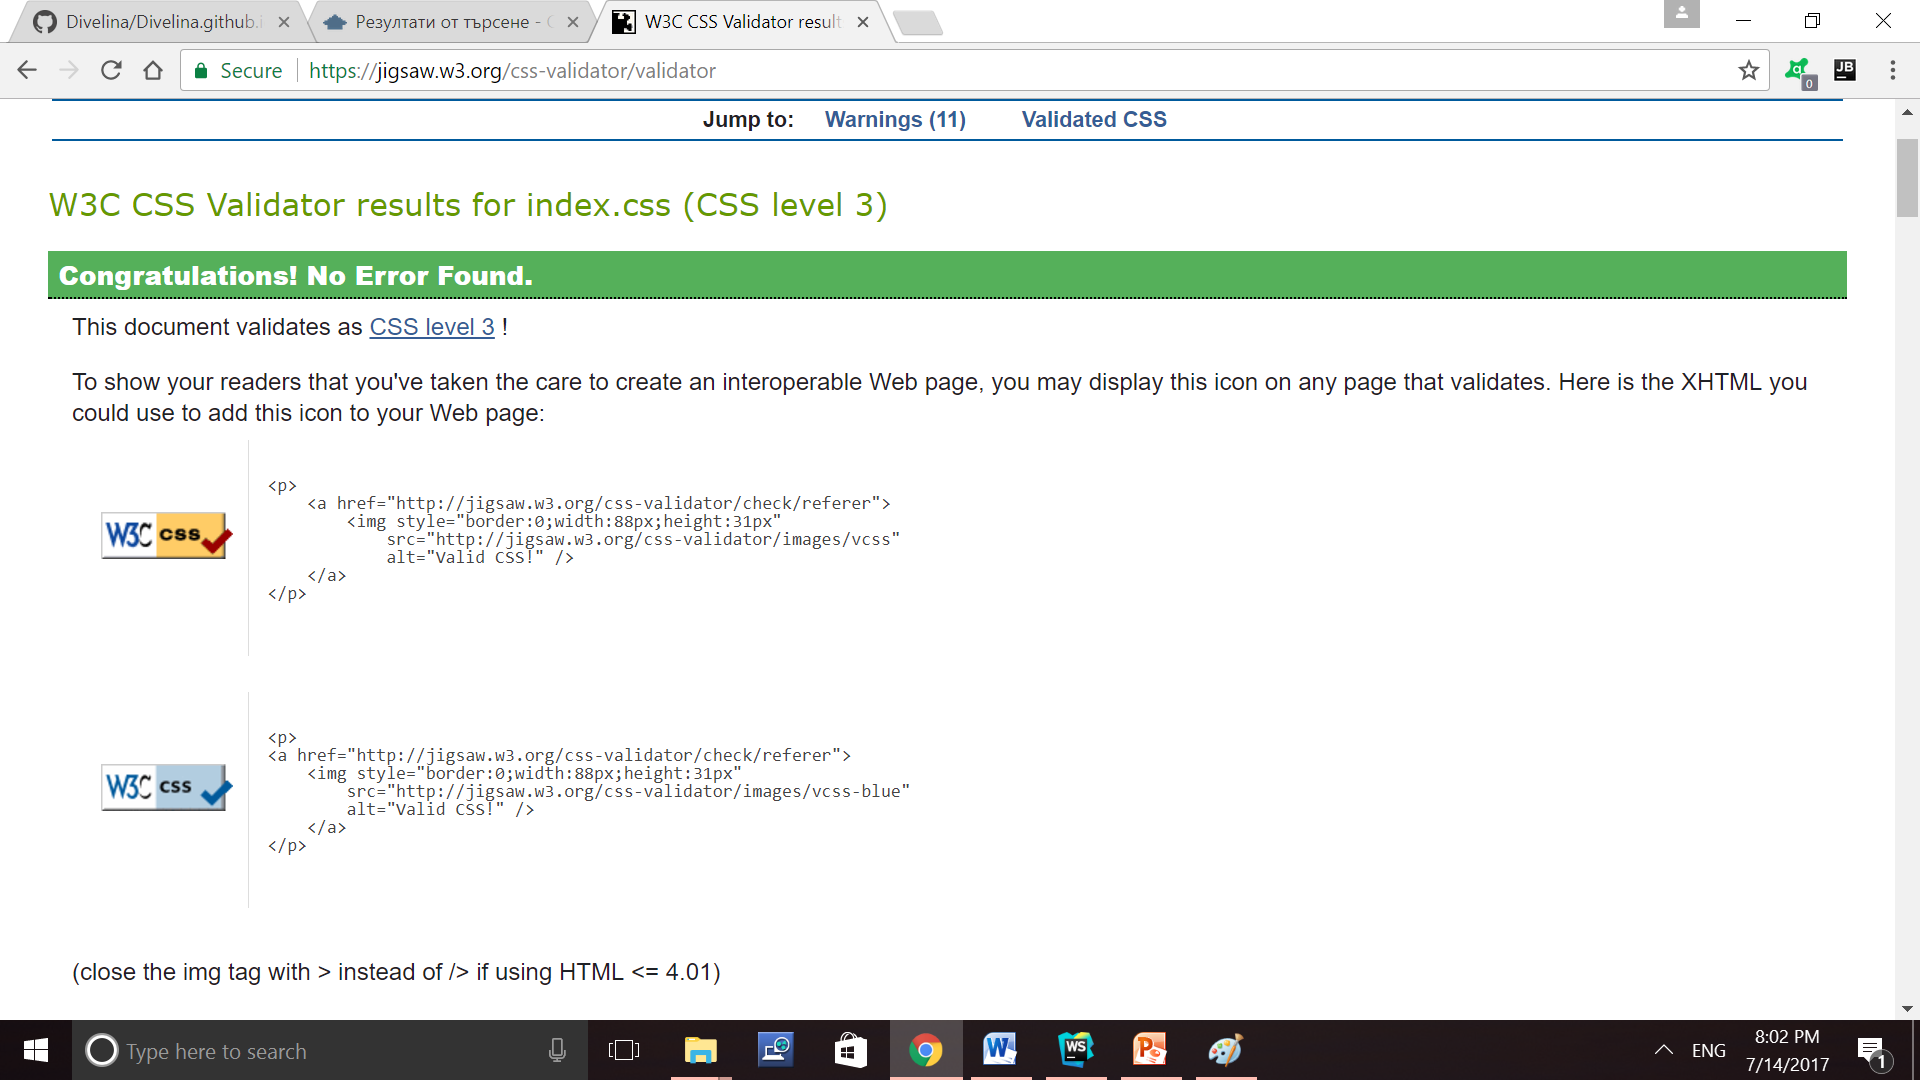 Divelina/Divelina.github.i
Резултати от търсене -
W3C CSS Validator result
Secure
https://jigsaw.w3.org/css-validator/validator
0
JB
Jump to: Warnings (11) Validated CSS
W3C CSS Validator results for index.css (CSS level 3)
Congratulations! No Error Found.
This document validates as CSS level 3 !
To show your readers that you've taken the care to create an interoperable Web page, you may display this icon on any page that validates. Here is the XHTML you
could use to add this icon to your Web page:
W3C css
<p>
<a href="http://jigsaw.w3.org/css-validator/check/referer">
<img style="border:0;width:88px;height:31px"
src="http://jigsaw.w3.org/css-validator/images/vcss"
alt="Valid CSS!" />
</a>
</p>
W3C css
<p>
<a href="http://jigsaw.w3.org/css-validator/check/referer">
<img style="border:0;width:88px;height:31px"
src="http://jigsaw.w3.org/css-validator/images/vcss-blue"
alt="Valid CSS!" />
</a>
</p>
(close the img tag with > instead of /> if using HTML <= 4.01)
Type here to search
W
WS
P
ENG
8:02 PM
7/14/2017
1